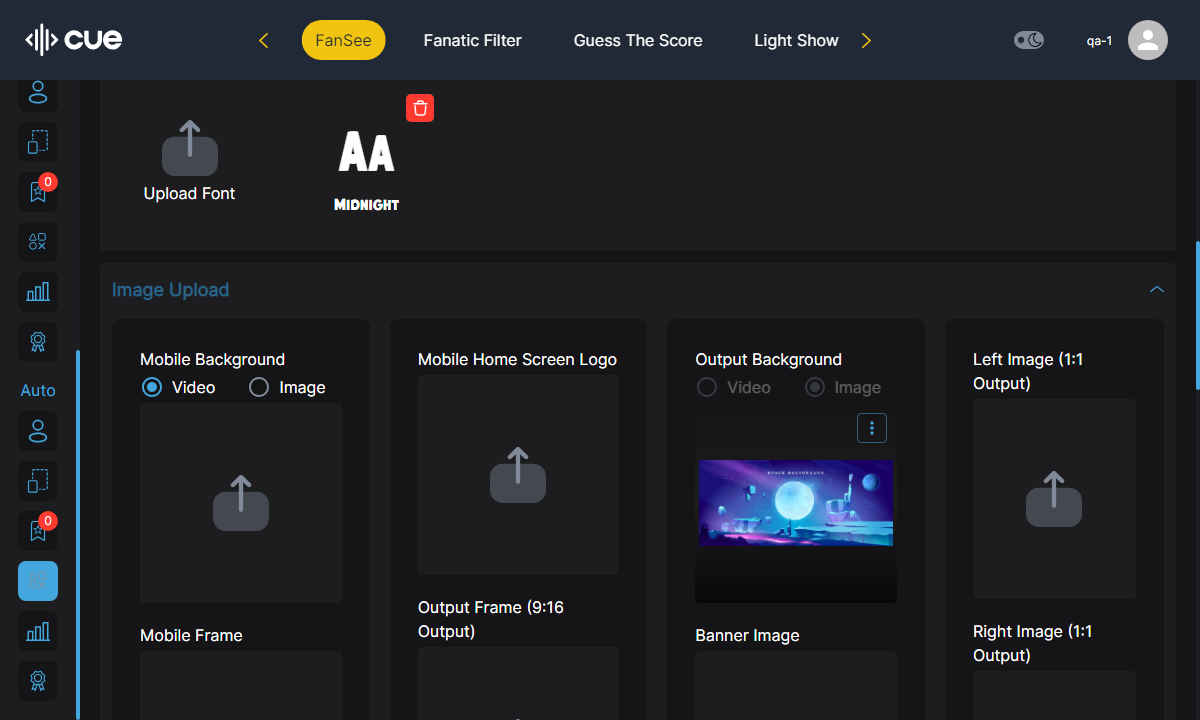 cue
FanSee
Fanatic Filter
Guess The Score
Light Show
qa-1
0
Auto
0
Upload Font
AA
MIDNIGHT
Image Upload
Mobile Background
Video
Image
Mobile Home Screen Logo
Output Background
Video
Image
SPACE BACKGROUND
Left Image (1:1
Output)
Mobile Frame
Output Frame (9:16
Output)
Banner Image
Right Image (1:1
Output)